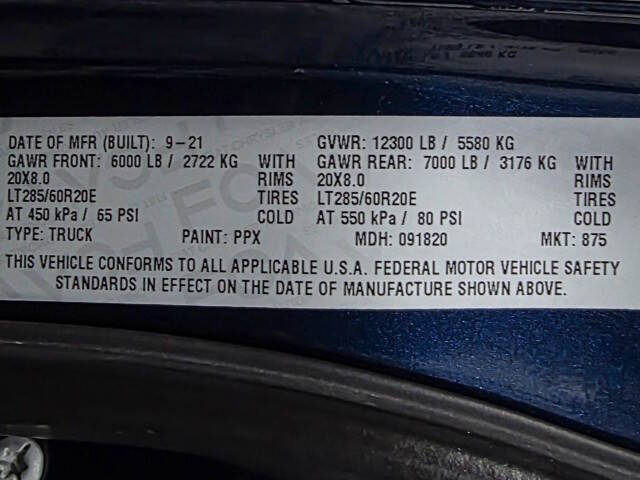 DATE OF MFR (BUILT): 9-21 GVWR: 12300 LB / 5580 KG
GAWR FRONT: 6000 LB / 2722 KG WITH GAWR REAR: 7000 LB / 3176 KG WITH
20X8.0 RIMS 20X8.0 RIMS
LT285/60R20E TIRES LT285/60R20E TIRES
AT 450 kPa / 65 PSI COLD AT 550 kPa / 80 PSI COLD
TYPE: TRUCK PAINT: PPX MDH: 091820 MKT: 875
THIS VEHICLE CONFORMS TO ALL APPLICABLE U.S.A. FEDERAL MOTOR VEHICLE SAFETY
STANDARDS IN EFFECT ON THE DATE OF MANUFACTURE SHOWN ABOVE.